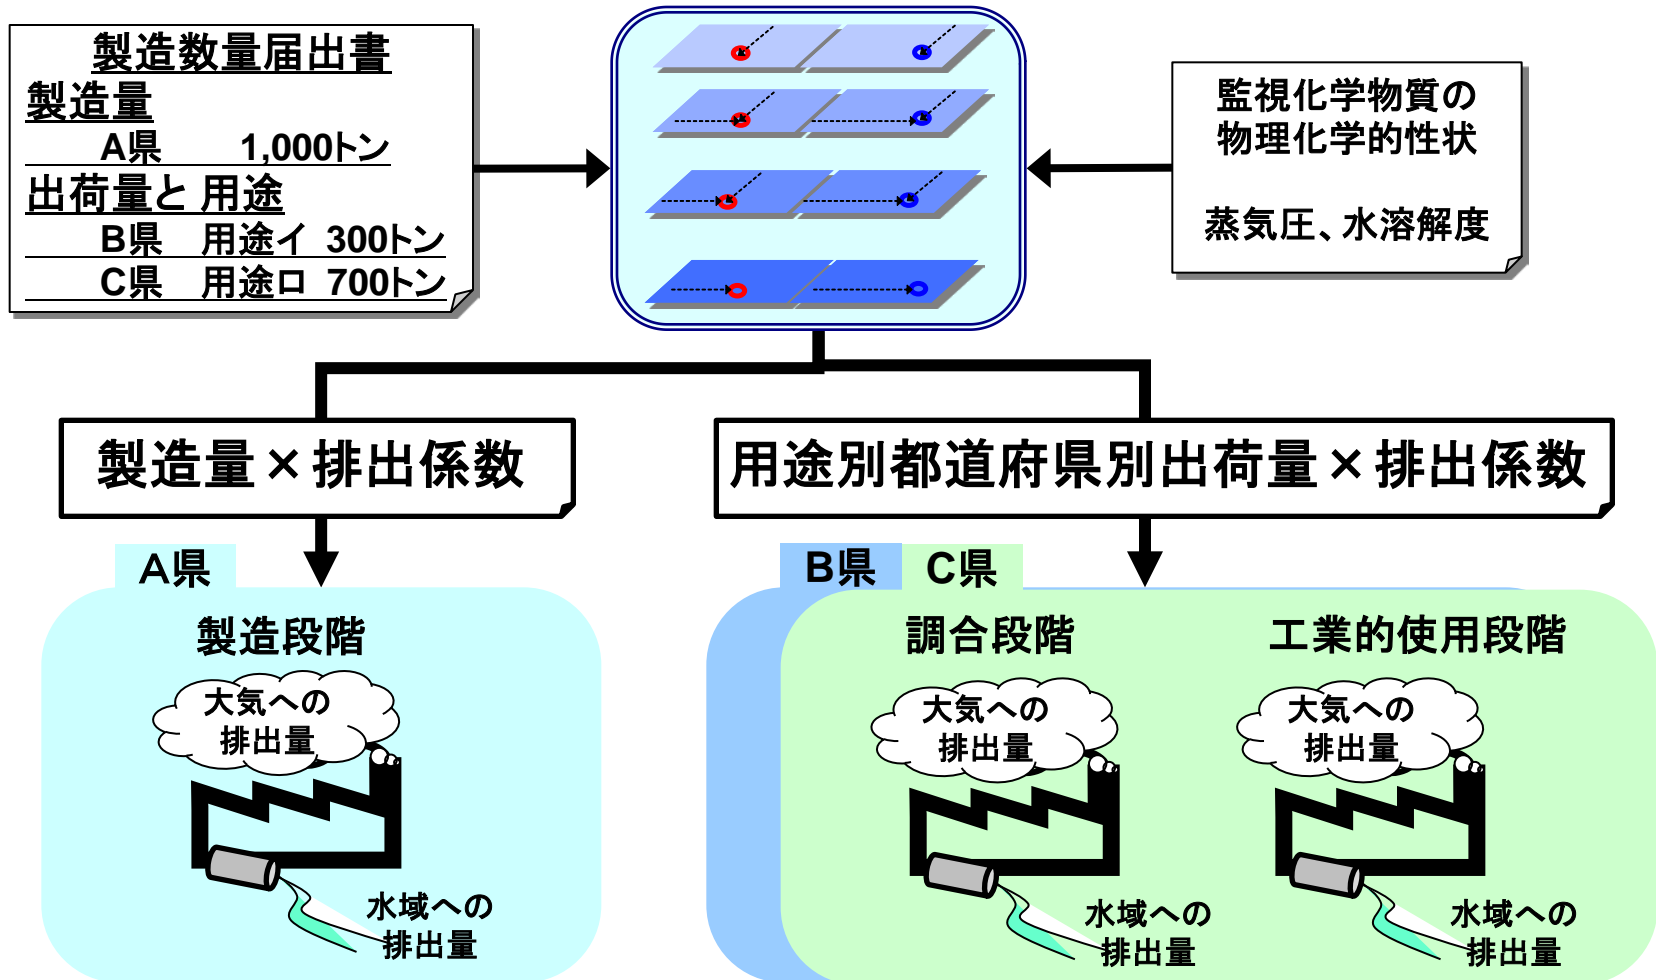 製造数量届出書
製造量
A県 1,000トン
出荷量と 用途
B県 用途イ 300トン
C県 用途ロ 700トン
監視化学物質の
物理化学的性状
蒸気圧、水溶解度
製造量×排出係数
用途別都道府県別出荷量×排出係数
A県
製造段階
大気への
排出量
水域への
排出量
B県
C県
調合段階
大気への
排出量
水域への
排出量
工業的使用段階
大気への
排出量
水域への
排出量